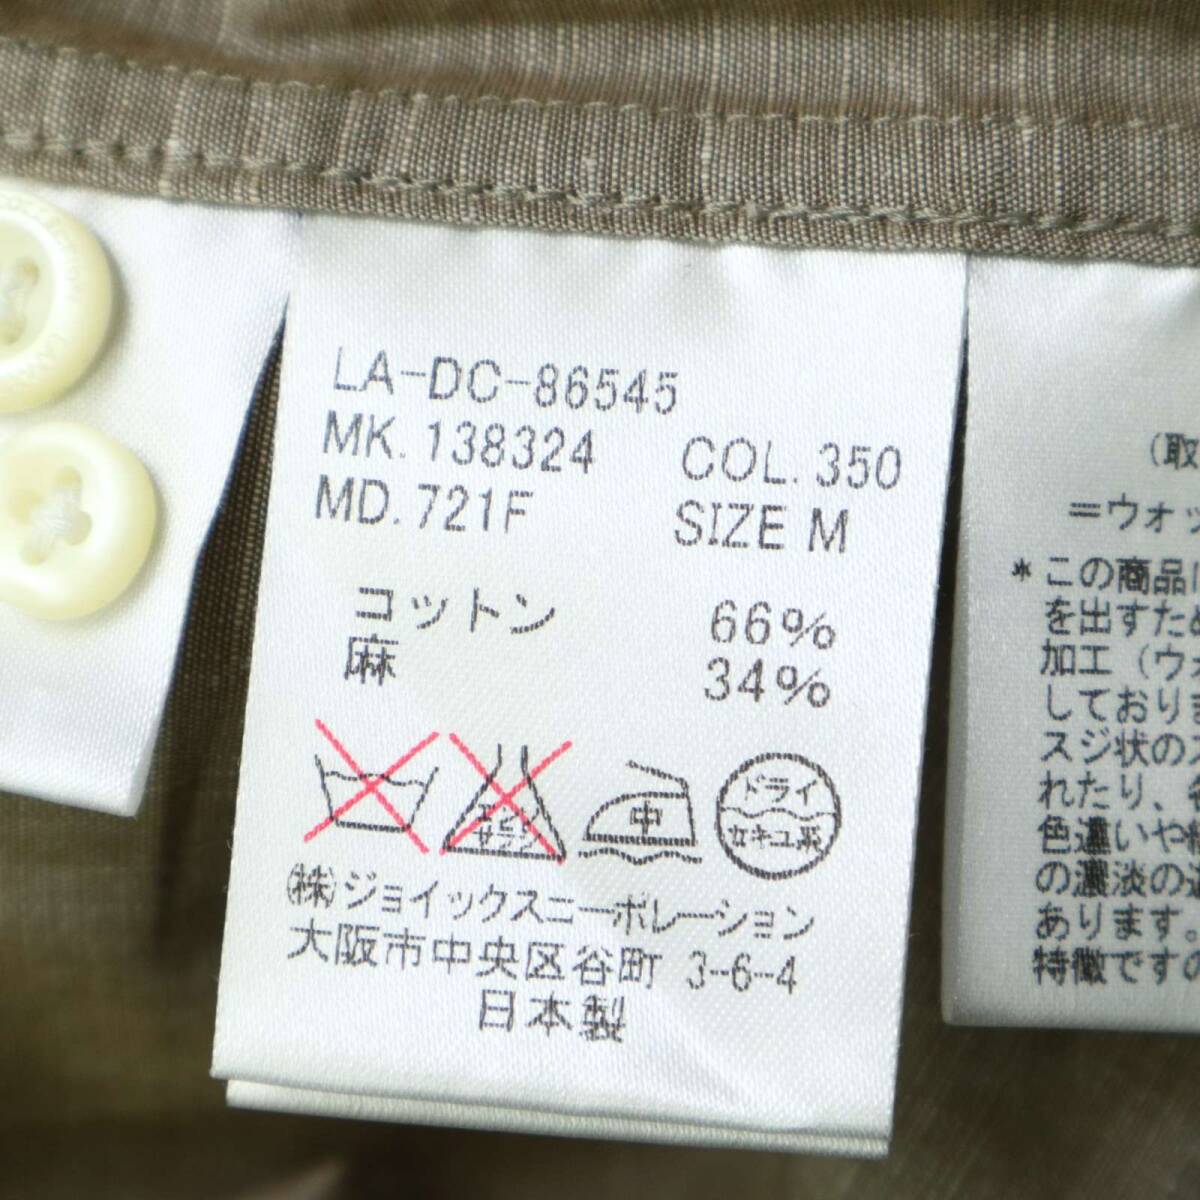 LA-DC-86545
MK. 138324 COL. 350
MD. 721F SIZE M
コットン 66%
麻 34%
エンソ
サラシ
中
ドライ
セキユ系
㈱ジョイックスコーポレーション
大阪市中央区谷町 3-6-4
日本製
(取
=ウォッ
* この商品に
を出すため
加工(ウォ
しておりま
スジ状の
れたり、
色違いや
の濃淡の
あります。
特徴ですの